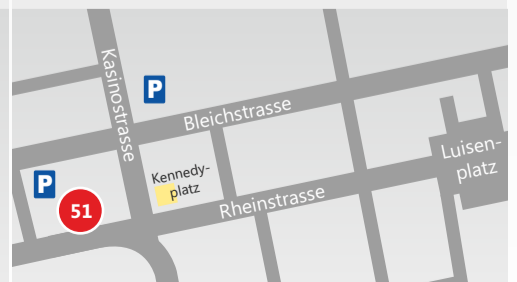 Kasinostrasse
P
Bleichstrasse
Luisen-
platz
Kennedy-
platz
P
Rheinstrasse
51